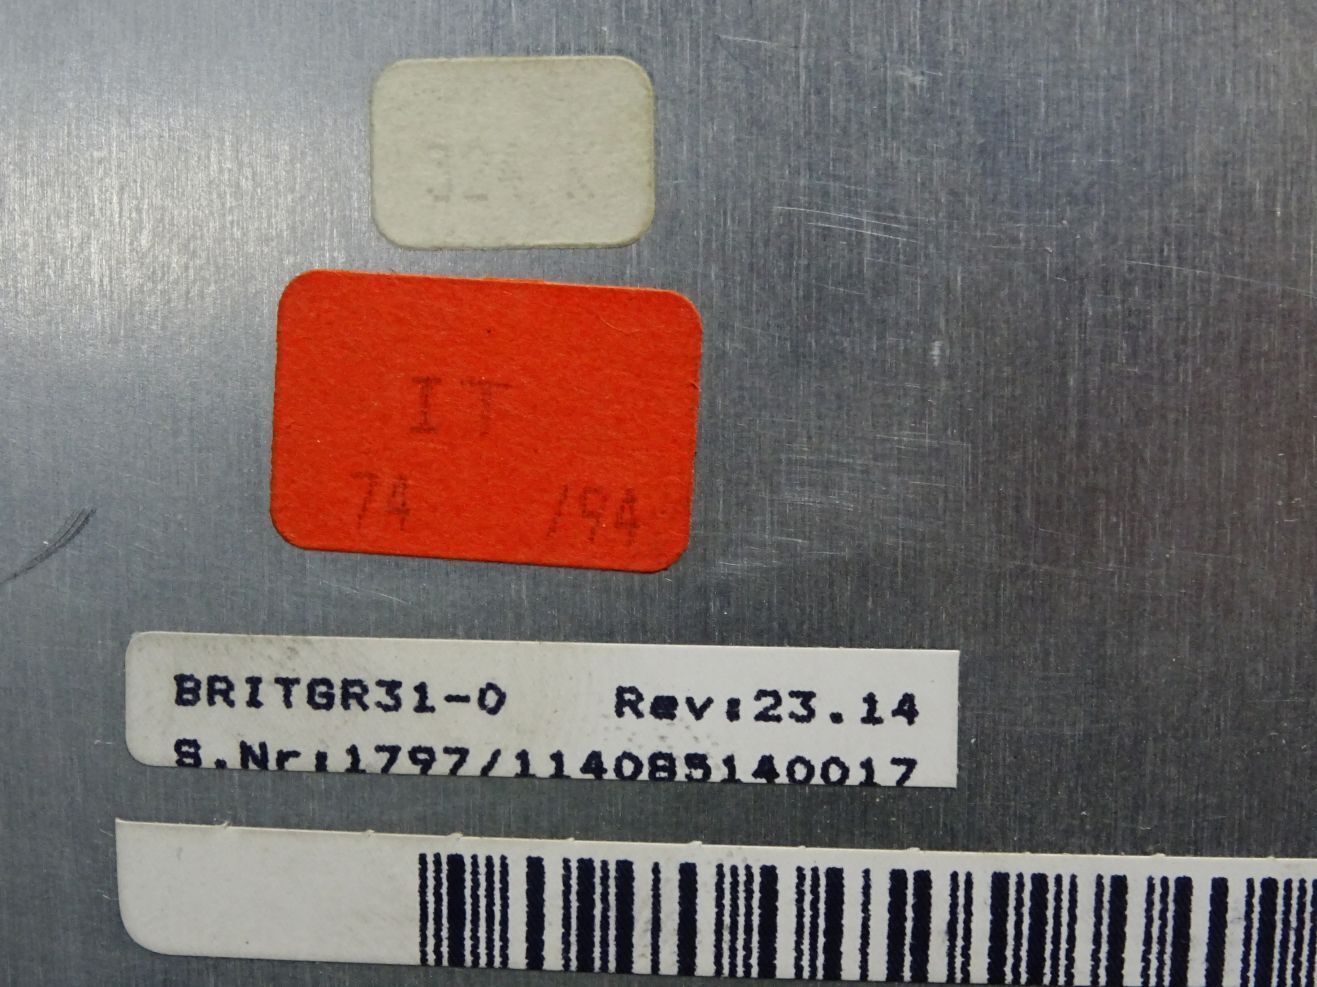 IT
74 /94
BRITGR31-0 Rev:23.14
S.Nr:1797/114085140017